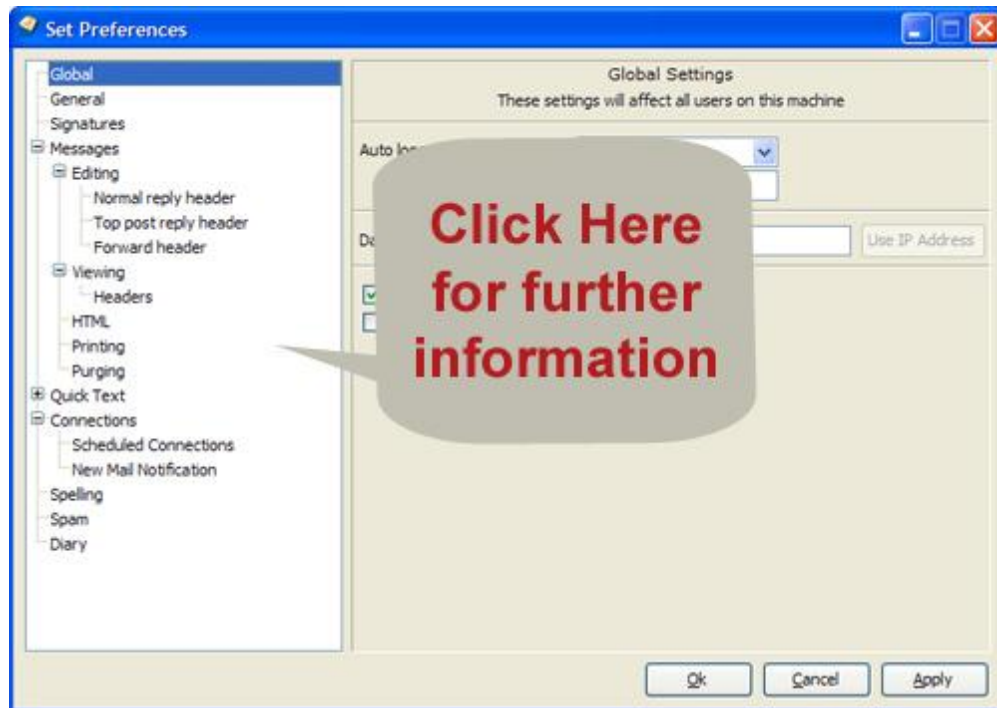 Set Preferences
Global
General
Signatures
Messages
Editing
Normal reply header
Top post reply header
Forward header
Viewing
Headers
HTML
Printing
Purging
Quick Text
Connections
Scheduled Connections
New Mail Notification
Spelling
Spam
Diary
Global Settings
These settings will affect all users on this machine
Auto
Use IP Address
Click Here
for further
information
Ok
Cancel
Apply